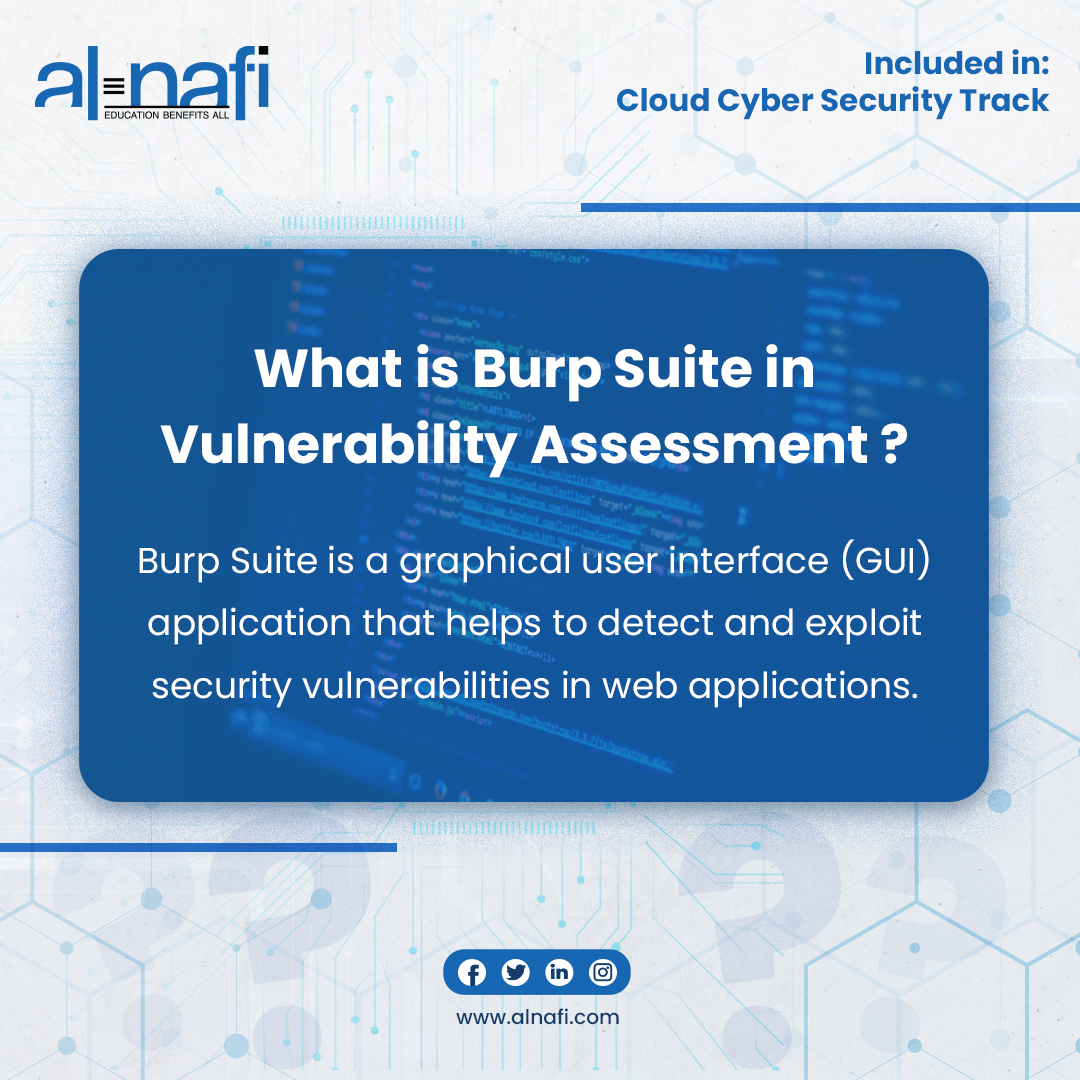 al-nafi
EDUCATION BENEFITS ALL
Included in:
Cloud Cyber Security Track
What is Burp Suite in
Vulnerability Assessment ?
Burp Suite is a graphical user interface (GUI)
application that helps to detect and exploit
security vulnerabilities in web applications.
www.alnafi.com